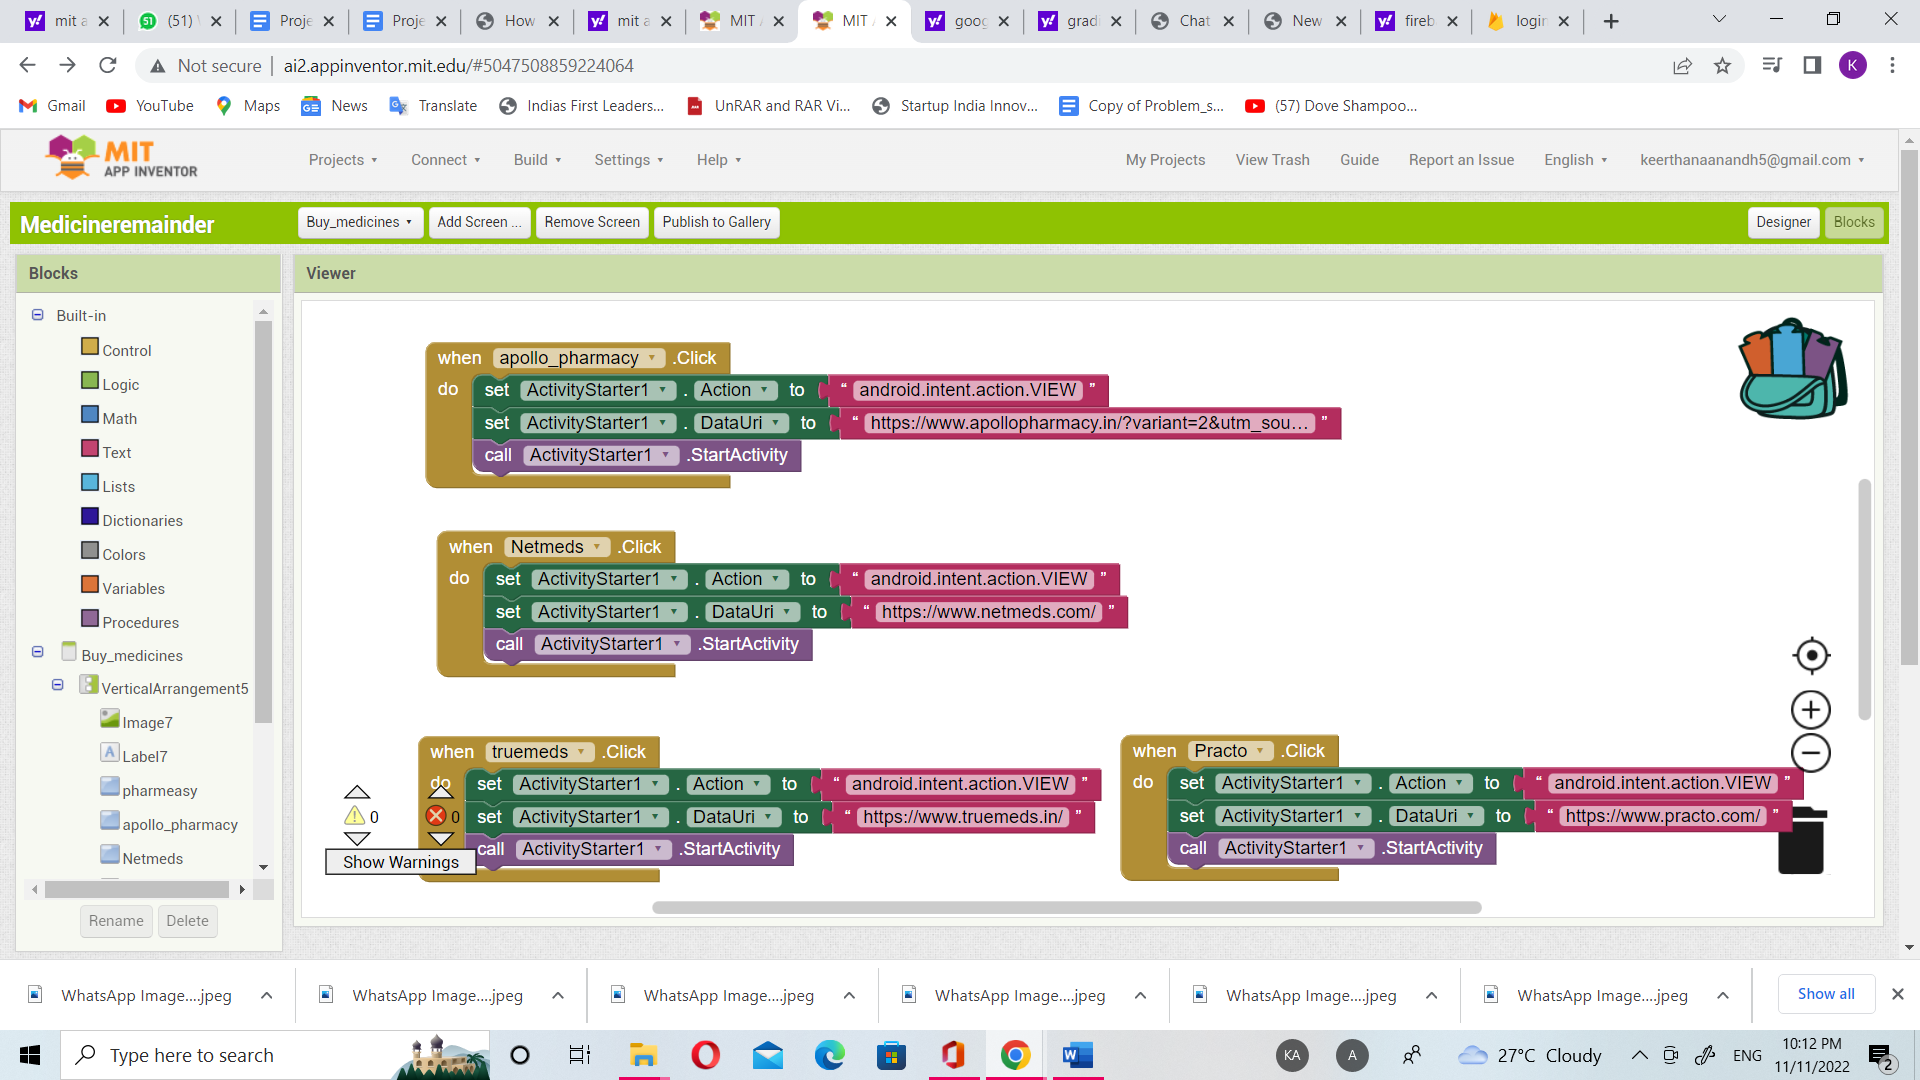 mit a
(51)
Proje
Proje
How
mit a
MIT
MIT
goog
gradi
Chat
New
fireb
login
Not secure
ai2.appinventor.mit.edu/#5047508859224064
K
Gmail
YouTube
Maps
News
Translate
Indias First Leaders...
UnRAR and RAR Vi...
Startup India Innov...
Copy of Problem_s...
(57) Dove Shampoo...
MIT
APP INVENTOR
Projects
Connect
Build
Settings
Help
My Projects
View Trash
Guide
Report an Issue
English
keerthanaanandh5@gmail.com
Medicineremainder
Buy_medicines
Add Screen ...
Remove Screen
Publish to Gallery
Designer
Blocks
Blocks
Viewer
Built-in
Control
Logic
Math
Text
Lists
Dictionaries
Colors
Variables
Procedures
Buy_medicines
VerticalArrangement5
Image7
Label7
pharmeasy
apollo_pharmacy
Netmeds
Rename
Delete
when apollo_pharmacy .Click
do set ActivityStarter1 . Action to “ android.intent.action.VIEW ”
set ActivityStarter1 . DataUri to “ https://www.apollopharmacy.in/?variant=2&utm_sou... ”
call ActivityStarter1 .StartActivity
when Netmeds .Click
do set ActivityStarter1 . Action to “ android.intent.action.VIEW ”
set ActivityStarter1 . DataUri to “ https://www.netmeds.com/ ”
call ActivityStarter1 .StartActivity
when truemeds .Click
do set ActivityStarter1 . Action to “ android.intent.action.VIEW ”
set ActivityStarter1 . DataUri to “ https://www.truemeds.in/ ”
call ActivityStarter1 .StartActivity
when Practo .Click
do set ActivityStarter1 . Action to “ android.intent.action.VIEW ”
set ActivityStarter1 . DataUri to “ https://www.practo.com/ ”
call ActivityStarter1 .StartActivity
0
0
Show Warnings
WhatsApp Image....jpeg
WhatsApp Image....jpeg
WhatsApp Image....jpeg
WhatsApp Image....jpeg
WhatsApp Image....jpeg
WhatsApp Image....jpeg
Show all
Type here to search
KA
A
27°C Cloudy
ENG
10:12 PM
11/11/2022
2